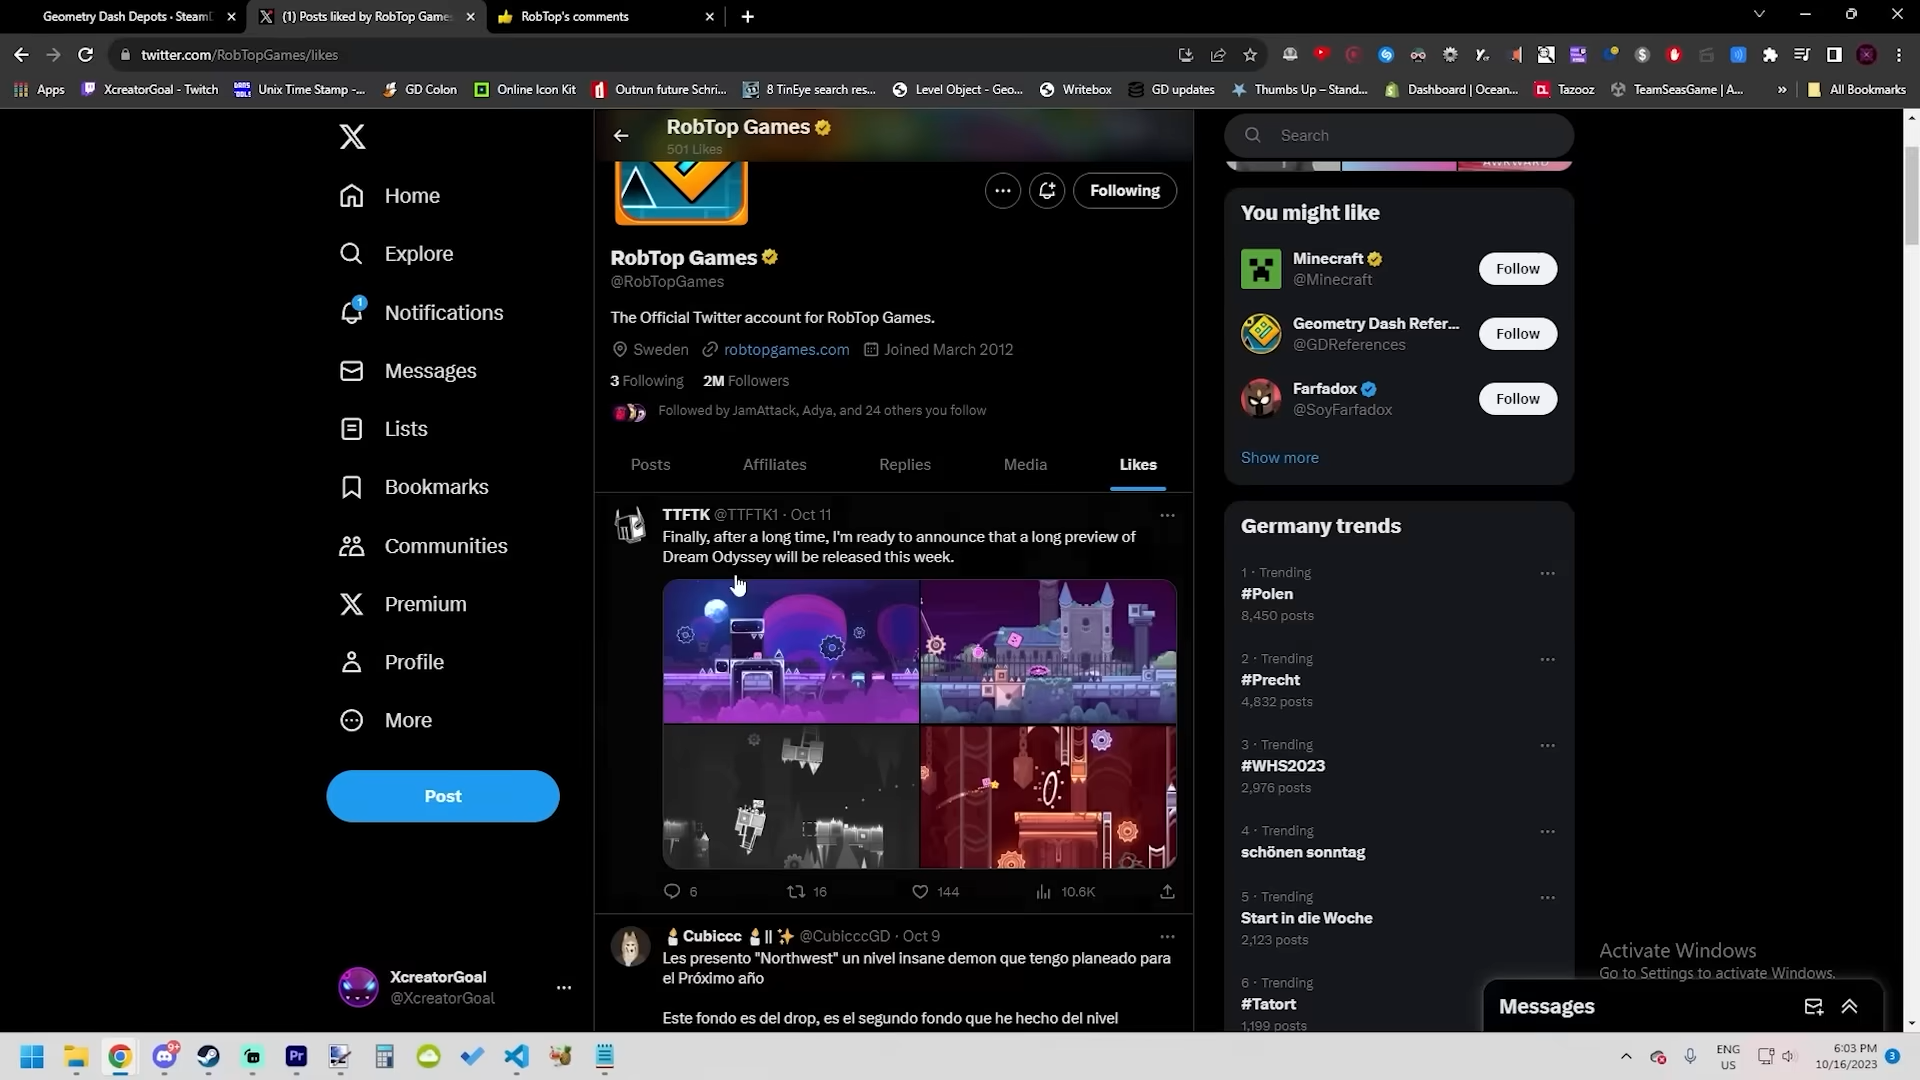 Geometry Dash Depots · Steam
(1) Posts liked by RobTop Game
RobTop's comments
twitter.com/RobTopGames/likes
Apps
XcreatorGoal - Twitch
Unix Time Stamp -...
GD Colon
Online Icon Kit
Outrun future Schri...
8 TinEye search res...
Level Object - Geo...
Writebox
GD updates
Thumbs Up – Stand...
Dashboard | Ocean...
Tazooz
TeamSeasGame | A...
»
All Bookmarks
Home
Explore
1
Notifications
Messages
Lists
Bookmarks
Communities
Premium
Profile
More
Post
XcreatorGoal
@XcreatorGoal
RobTop Games
501 Likes
Following
RobTop Games
@RobTopGames
The Official Twitter account for RobTop Games.
Sweden robtopgames.com Joined March 2012
3 Following 2M Followers
Followed by JamAttack, Adya, and 24 others you follow
Posts Affiliates Replies Media Likes
TTFTK @TTFTK1 · Oct 11
Finally, after a long time, I'm ready to announce that a long preview of
Dream Odyssey will be released this week.
6 16 144 10.6K
🕯️Cubiccc 🕯️|| ✨ @CubicccGD · Oct 9
Les presento "Northwest" un nivel insane demon que tengo planeado para
el Próximo año
Este fondo es del drop, es el segundo fondo que he hecho del nivel
Search
AWKWARD
You might like
Minecraft
@Minecraft
Follow
Geometry Dash Refer...
@GDReferences
Follow
Farfadox
@SoyFarfadox
Follow
Show more
Germany trends
1 · Trending
#Polen
8,450 posts
2 · Trending
#Precht
4,832 posts
3 · Trending
#WHS2023
2,976 posts
4 · Trending
schönen sonntag
5 · Trending
Start in die Woche
2,123 posts
6 · Trending
#Tatort
1,199 posts
Activate Windows
Go to Settings to activate Windows.
Messages
9+
Pr
ENG
US
6:03 PM
10/16/2023
3